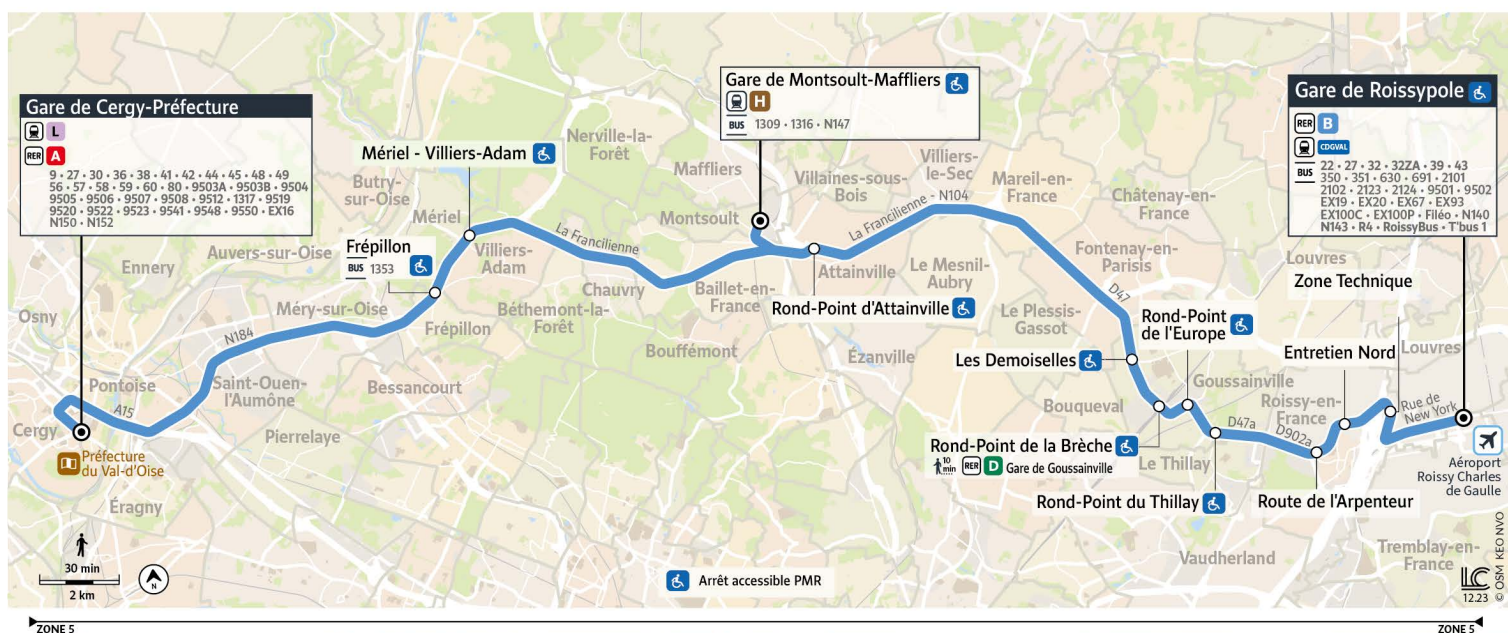 Gare de Cergy-Préfecture
L
RER A
9 • 27 • 30 • 36 • 38 • 41 • 42 • 44 • 45 • 48 • 49
56 • 57 • 58 • 59 • 60 • 80 • 9503A • 9503B • 9504
9505 • 9506 • 9507 • 9508 • 9512 • 1317 • 9519
9520 • 9522 • 9523 • 9541 • 9548 • 9550 • EX16
N150 • N152
Gare de Montsoult-Maffliers
H
BUS 1309 • 1316 • N147
Gare de Roissypole
RER B
CDGVAL
BUS 22 • 27 • 32 • 32ZA • 39 • 43
350 • 351 • 630 • 691 • 2101
2102 • 2123 • 2124 • 9501 • 9502
EX19 • EX20 • EX67 • EX93
EX100C • EX100P • Filéo • N140
N143 • R4 • RoissyBus • T'bus 1
Mériel - Villiers-Adam
Nerville-la-
Forêt
Maffliers
Villaines-sous-
Bois
Villiers-
le-Sec
Mareil-en-
France
Châtenay-en-
France
Butry-
sur-Oise
Mériel
Montsoult
La Francilienne - N104
La Francilienne
Frépillon
BUS 1353
Villiers-
Adam
Auvers-sur-Oise
Ennery
Chauvry
Baillet-en-
France
Attainville
Le Mesnil-
Aubry
Fontenay-en-
Parisis
Louvres
Zone Technique
Osny
Méry-sur-Oise
N184
Frépillon
Béthemont-la-
Forêt
Rond-Point d'Attainville
D47
Le Plessis-
Gassot
Rond-Point
de l'Europe
Bouffémont
Ézanville
Les Demoiselles
Entretien Nord
Louvres
Pontoise
Saint-Ouen-
l'Aumône
Bessancourt
Goussainville
Roissy-en-
France
Rue de
New York
Bouqueval
A15
Cergy
Pierrelaye
D47a
D902a
Rond-Point de la Brèche
10
min
RER D Gare de Goussainville
Le Thillay
Préfecture
du Val-d'Oise
Aéroport
Roissy Charles
de Gaulle
Rond-Point du Thillay
Route de l'Arpenteur
Éragny
Vaudherland
Tremblay-en-
France
30 min
2 km
N
Arrêt accessible PMR
LC
12.23
© OSM KEO NVO
ZONE 5
ZONE 5